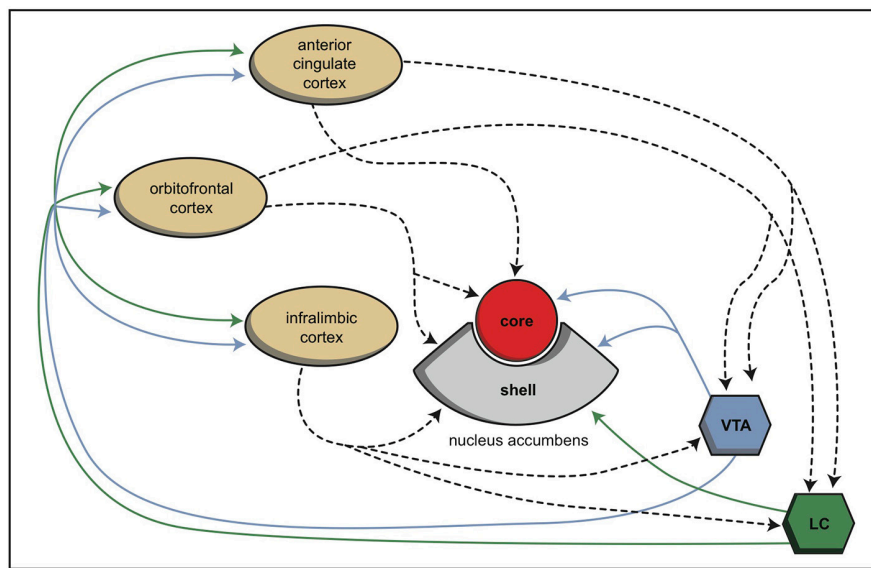 anterior
cingulate
cortex
orbitofrontal
cortex
infralimbic
cortex
core
shell
nucleus accumbens
VTA
LC